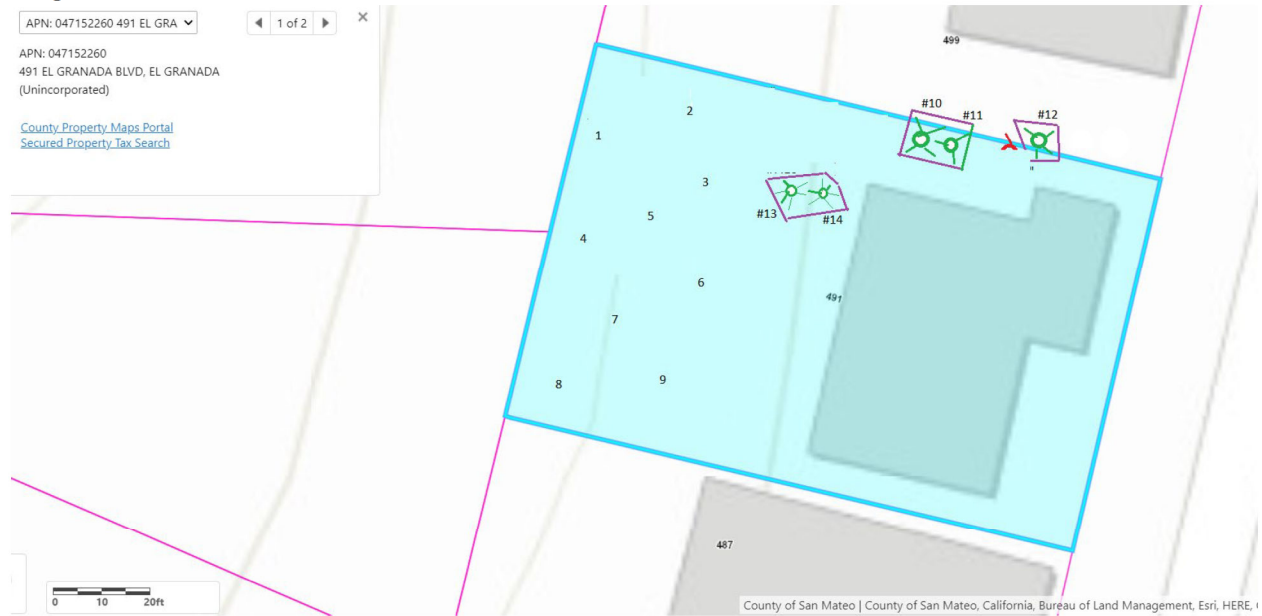 APN: 047152260 491 EL GRA
1 of 2
APN: 047152260
491 EL GRANADA BLVD, EL GRANADA
(Unincorporated)
County Property Maps Portal
Secured Property Tax Search
499
#10
#11
#12
2
1
3
#13
#14
5
4
6
491
7
8
9
487
0 10 20ft
County of San Mateo | County of San Mateo, California, Bureau of Land Management, Esri, HERE,